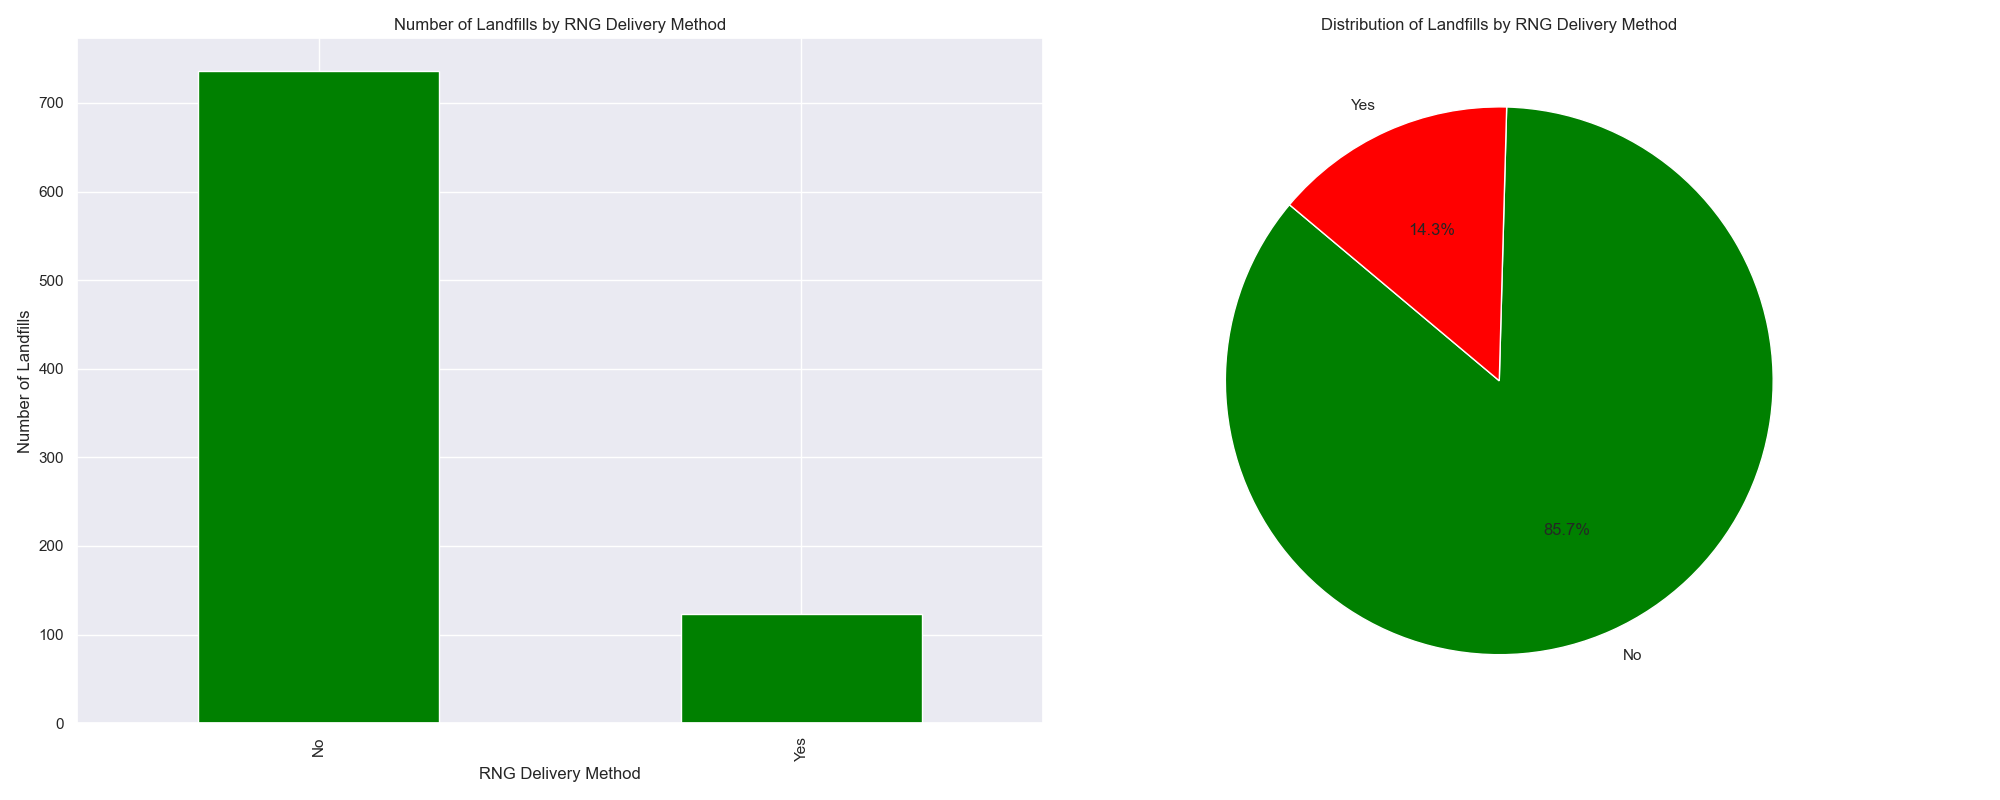 Number of Landfills by RNG Delivery Method
Number of Landfills
700
600
500
400
300
200
100
0
No
Yes
RNG Delivery Method
Distribution of Landfills by RNG Delivery Method
Yes
14.3%
85.7%
No